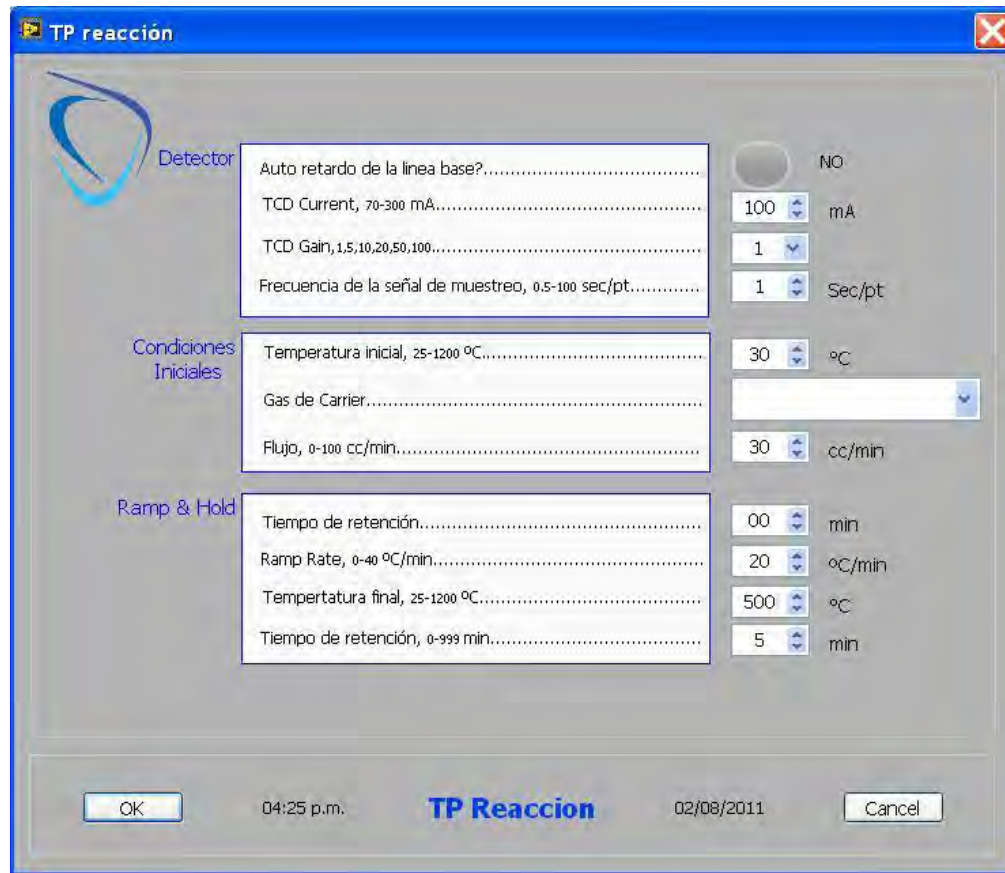 TP reacción
Detector
Auto retardo de la linea base?........................................ NO
TCD Current, 70-300 mA.................................................. 100 mA
TCD Gain,1,5,10,20,50,100.................................................. 1
Frecuencia de la señal de muestreo, 0.5-100 sec/pt............. 1 Sec/pt
Condiciones
Iniciales
Temperatura inicial, 25-1200 ºC......................................... 30 ºC
Gas de Carrier..............................................................
Flujo, 0-100 cc/min......................................................... 30 cc/min
Ramp & Hold
Tiempo de retención..................................................... 00 min
Ramp Rate, 0-40 ºC/min.................................................. 20 ºC/min
Tempertatura final, 25-1200 ºC......................................... 500 ºC
Tiempo de retención, 0-999 min....................................... 5 min
OK 04:25 p.m. TP Reaccion 02/08/2011 Cancel